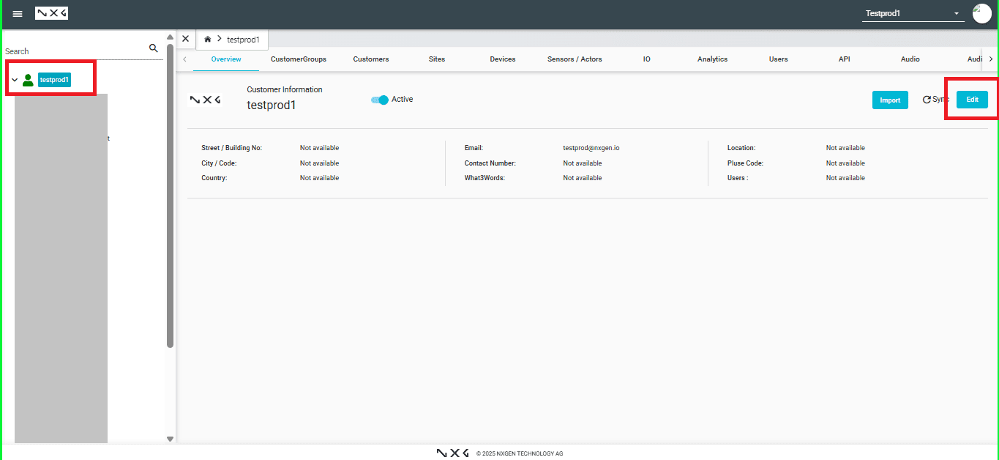 NXG
Testprod1
Search
testprod1
t
testprod1
Overview CustomerGroups Customers Sites Devices Sensors / Actors IO Analytics Users API Audio Audi
NXG
Customer Information
testprod1
Active
Import
Sync
Edit
Street / Building No: Not available
City / Code: Not available
Country: Not available
Email: testprod@nxgen.io
Contact Number: Not available
What3Words: Not available
Location: Not available
Pluse Code: Not available
Users : Not available
NXG © 2025 NXGEN TECHNOLOGY AG